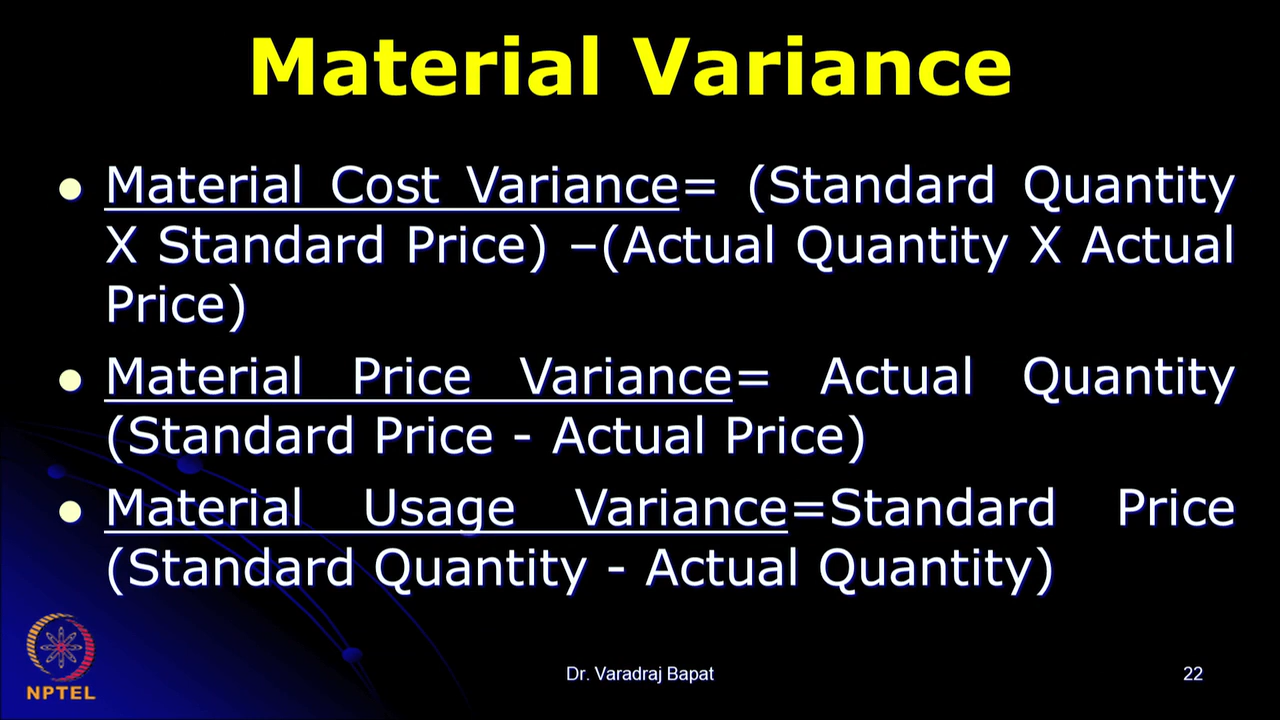 Material Variance
Material Cost Variance= (Standard Quantity
X Standard Price) –(Actual Quantity X Actual
Price)
Material Price Variance= Actual Quantity
(Standard Price - Actual Price)
Material Usage Variance=Standard Price
(Standard Quantity - Actual Quantity)
NPTEL
Dr. Varadraj Bapat
22